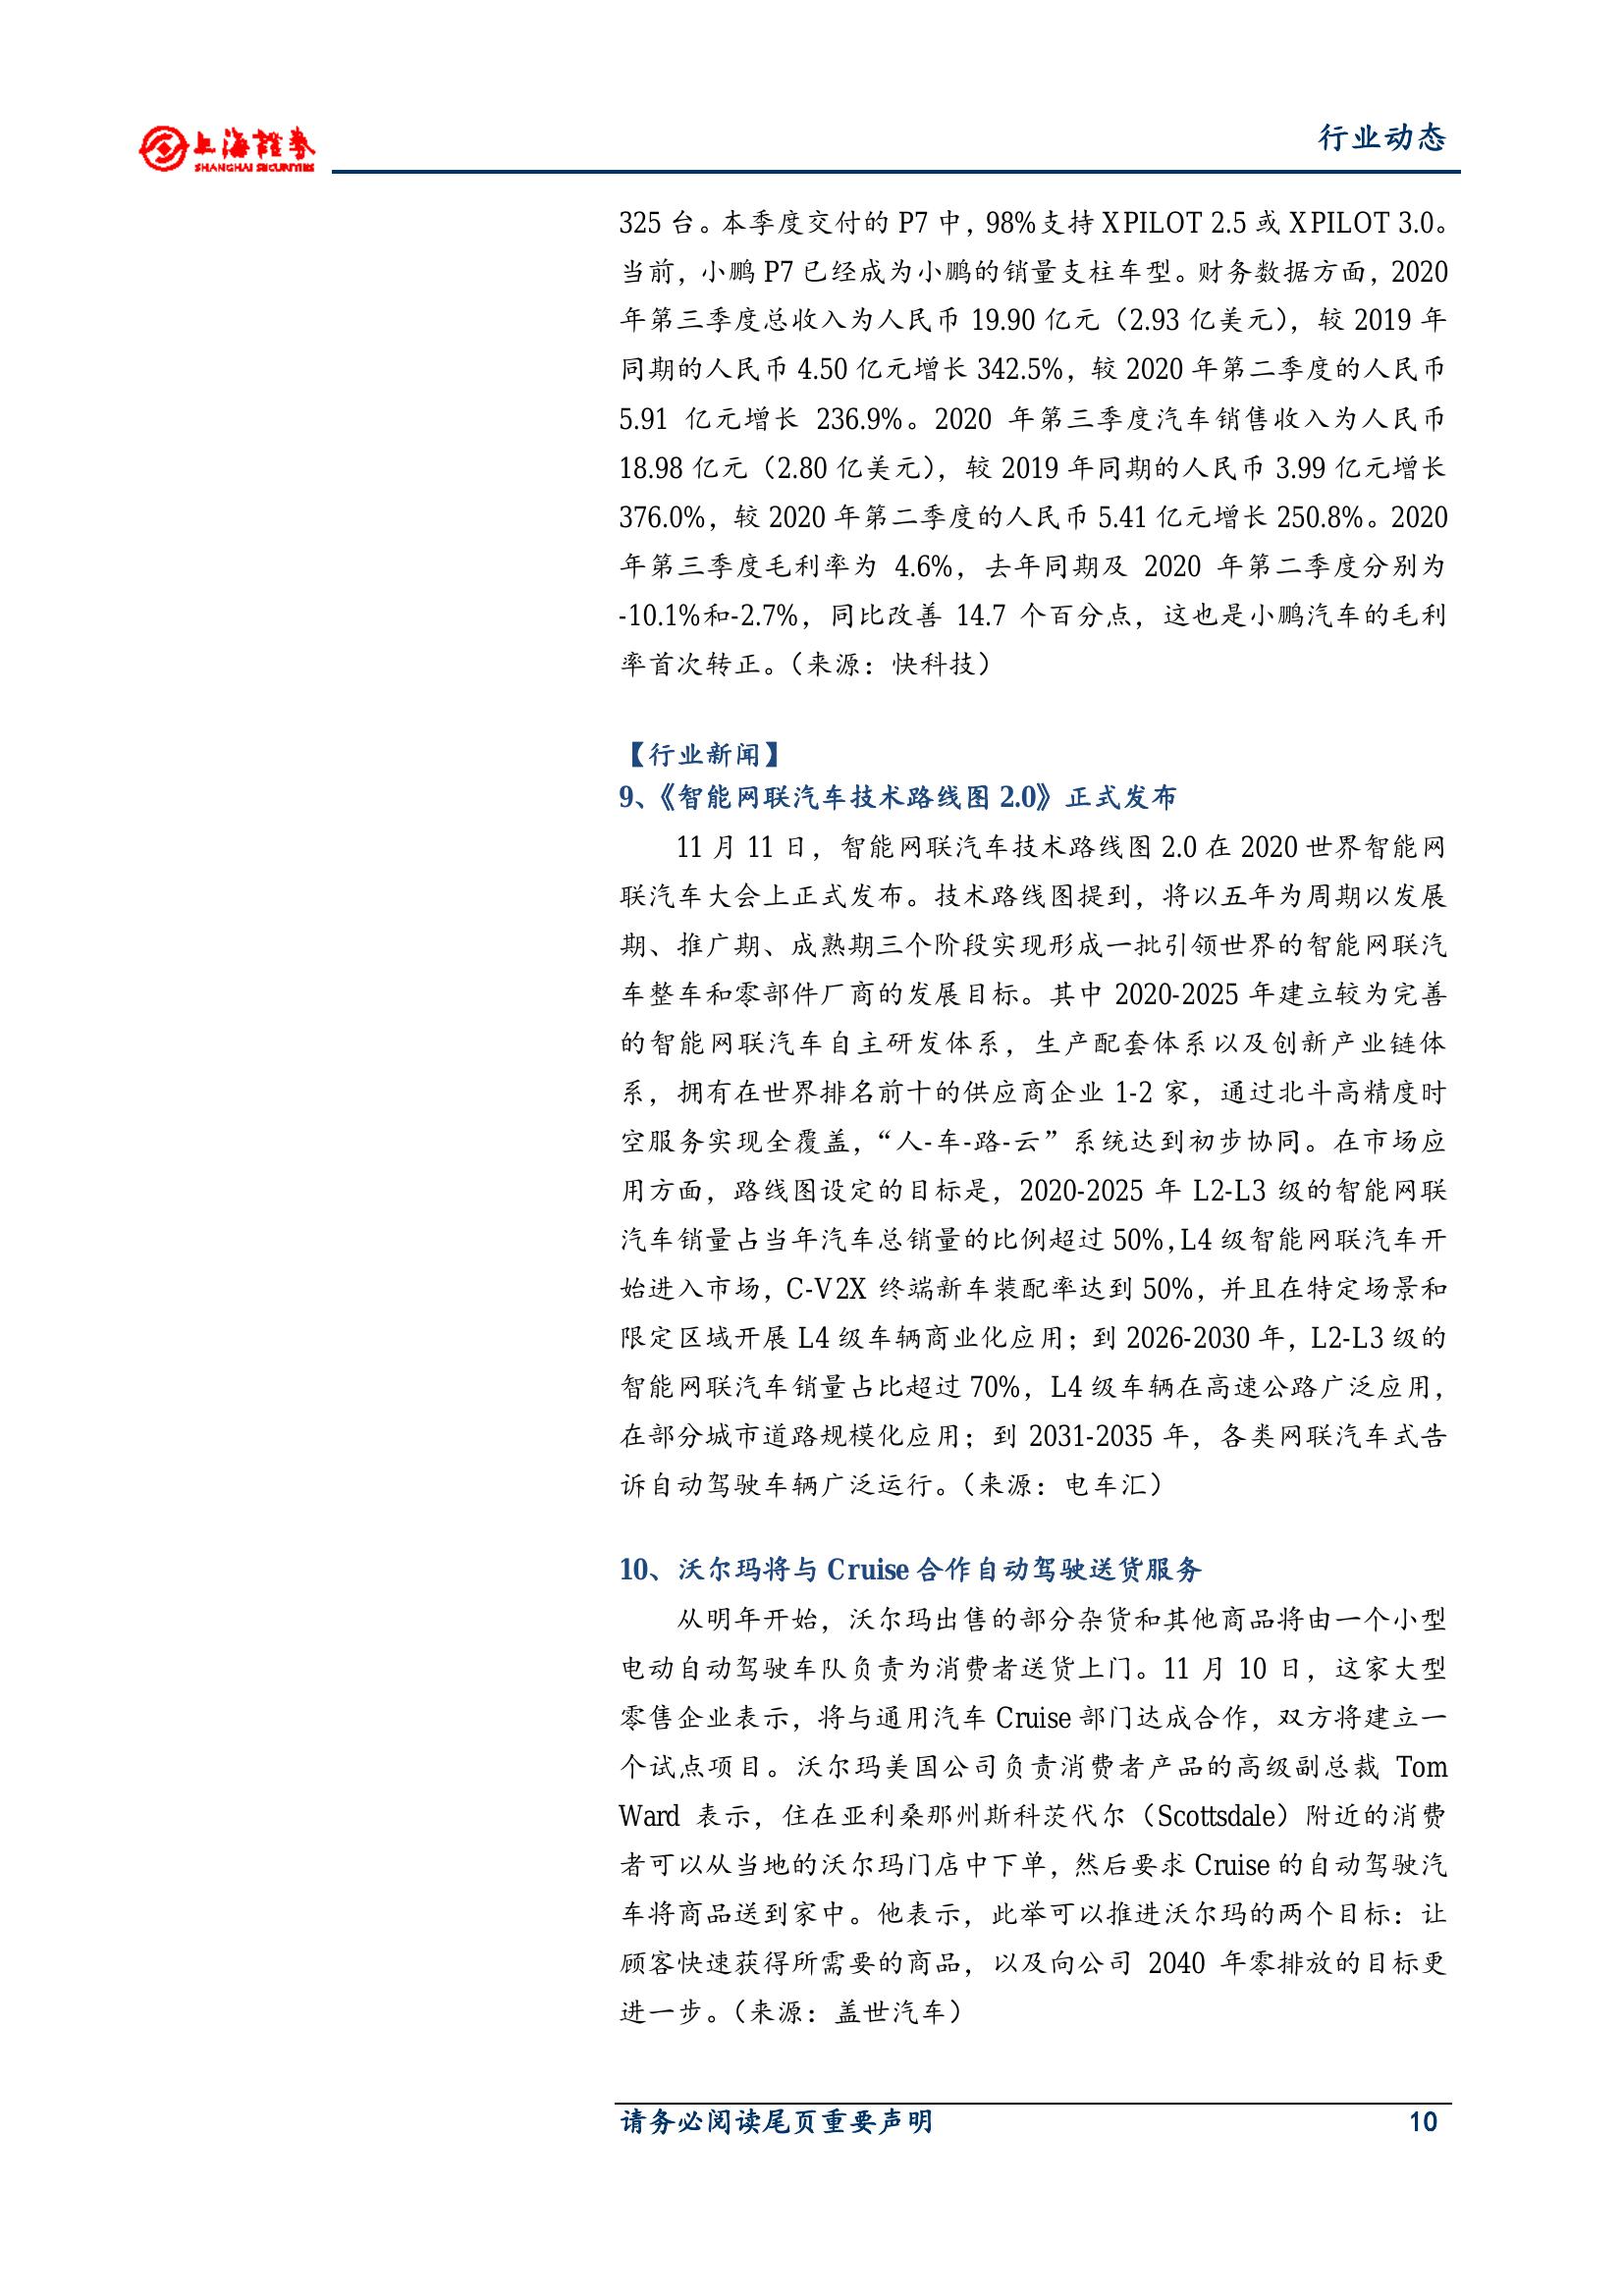 上海證券
SHANGHAI SECURITIES
行业动态
325 台。本季度交付的 P7 中，98%支持 XPILOT 2.5 或 XPILOT 3.0。
当前，小鹏 P7 已经成为小鹏的销量支柱车型。财务数据方面，2020
年第三季度总收入为人民币 19.90 亿元（2.93 亿美元），较 2019 年
同期的人民币 4.50 亿元增长 342.5%，较 2020 年第二季度的人民币
5.91 亿元增长 236.9%。2020 年第三季度汽车销售收入为人民币
18.98 亿元（2.80 亿美元），较 2019 年同期的人民币 3.99 亿元增长
376.0%，较 2020 年第二季度的人民币 5.41 亿元增长 250.8%。2020
年第三季度毛利率为 4.6%，去年同期及 2020 年第二季度分别为
-10.1%和-2.7%，同比改善 14.7 个百分点，这也是小鹏汽车的毛利
率首次转正。（来源：快科技）
【行业新闻】
9、《智能网联汽车技术路线图 2.0》正式发布
11 月 11 日，智能网联汽车技术路线图 2.0 在 2020 世界智能网
联汽车大会上正式发布。技术路线图提到，将以五年为周期以发展
期、推广期、成熟期三个阶段实现形成一批引领世界的智能网联汽
车整车和零部件厂商的发展目标。其中 2020-2025 年建立较为完善
的智能网联汽车自主研发体系，生产配套体系以及创新产业链体
系，拥有在世界排名前十的供应商企业 1-2 家，通过北斗高精度时
空服务实现全覆盖，“人-车-路-云”系统达到初步协同。在市场应
用方面，路线图设定的目标是，2020-2025 年 L2-L3 级的智能网联
汽车销量占当年汽车总销量的比例超过 50%，L4 级智能网联汽车开
始进入市场，C-V2X 终端新车装配率达到 50%，并且在特定场景和
限定区域开展 L4 级车辆商业化应用；到 2026-2030 年，L2-L3 级的
智能网联汽车销量占比超过 70%，L4 级车辆在高速公路广泛应用，
在部分城市道路规模化应用；到 2031-2035 年，各类网联汽车式告
诉自动驾驶车辆广泛运行。（来源：电车汇）
10、沃尔玛将与 Cruise 合作自动驾驶送货服务
从明年开始，沃尔玛出售的部分杂货和其他商品将由一个小型
电动自动驾驶车队负责为消费者送货上门。11 月 10 日，这家大型
零售企业表示，将与通用汽车 Cruise 部门达成合作，双方将建立一
个试点项目。沃尔玛美国公司负责消费者产品的高级副总裁 Tom
Ward 表示，住在亚利桑那州斯科茨代尔（Scottsdale）附近的消费
者可以从当地的沃尔玛门店中下单，然后要求 Cruise 的自动驾驶汽
车将商品送到家中。他表示，此举可以推进沃尔玛的两个目标：让
顾客快速获得所需要的商品，以及向公司 2040 年零排放的目标更
进一步。（来源：盖世汽车）
请务必阅读尾页重要声明
10